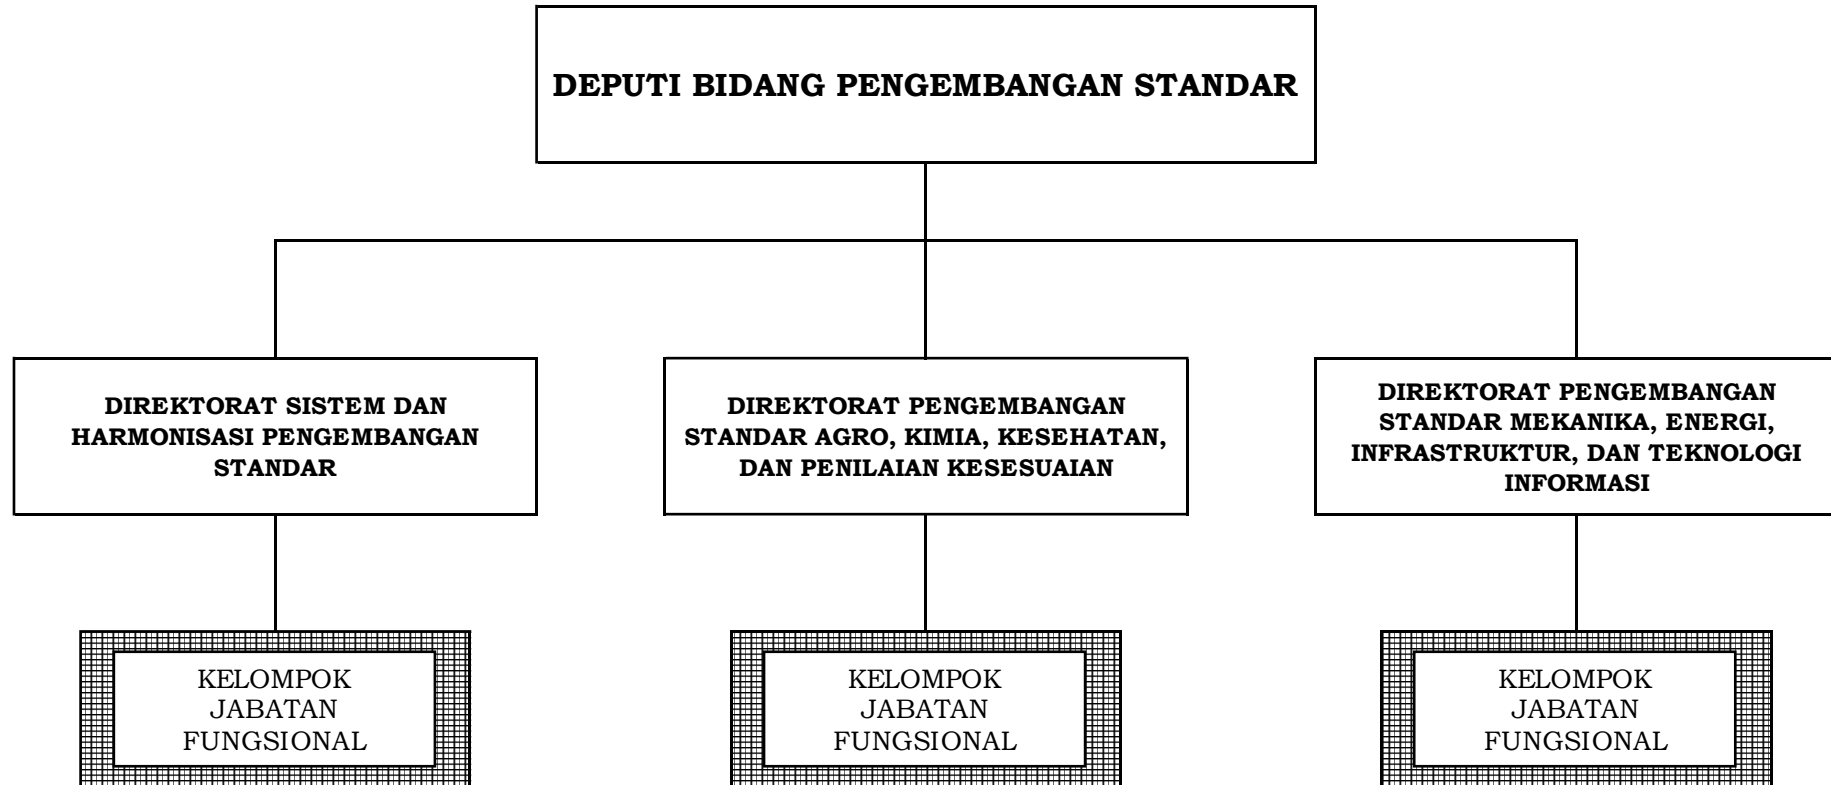 DEPUTI BIDANG PENGEMBANGAN STANDAR
DIREKTORAT SISTEM DAN
HARMONISASI PENGEMBANGAN
STANDAR
DIREKTORAT PENGEMBANGAN
STANDAR AGRO, KIMIA, KESEHATAN,
DAN PENILAIAN KESESUAIAN
DIREKTORAT PENGEMBANGAN
STANDAR MEKANIKA, ENERGI,
INFRASTRUKTUR, DAN TEKNOLOGI
INFORMASI
KELOMPOK
JABATAN
FUNGSIONAL
KELOMPOK
JABATAN
FUNGSIONAL
KELOMPOK
JABATAN
FUNGSIONAL